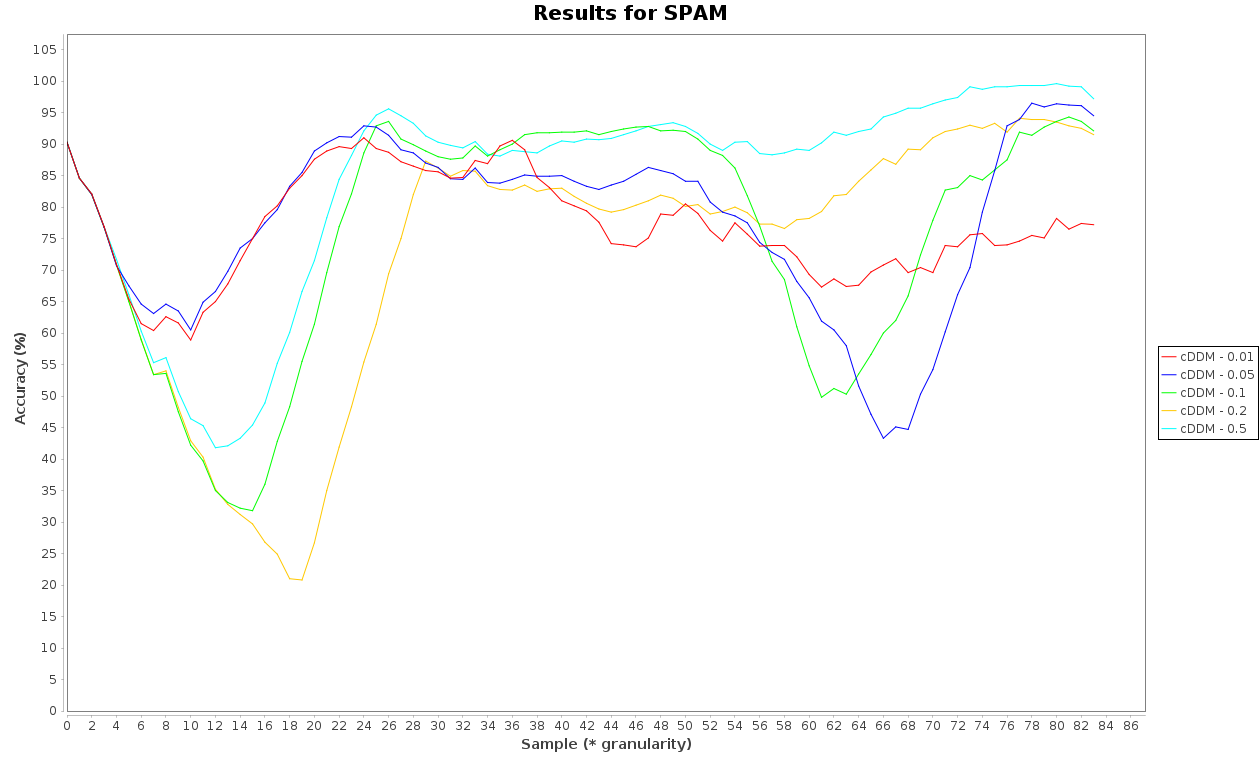 Results for SPAM
Accuracy (%)
105
100
95
90
85
80
75
70
65
60
55
50
45
40
35
30
25
20
15
10
5
0
0 2 4 6 8 10 12 14 16 18 20 22 24 26 28 30 32 34 36 38 40 42 44 46 48 50 52 54 56 58 60 62 64 66 68 70 72 74 76 78 80 82 84 86
Sample (* granularity)
cDDM - 0.01
cDDM - 0.05
cDDM - 0.1
cDDM - 0.2
cDDM - 0.5